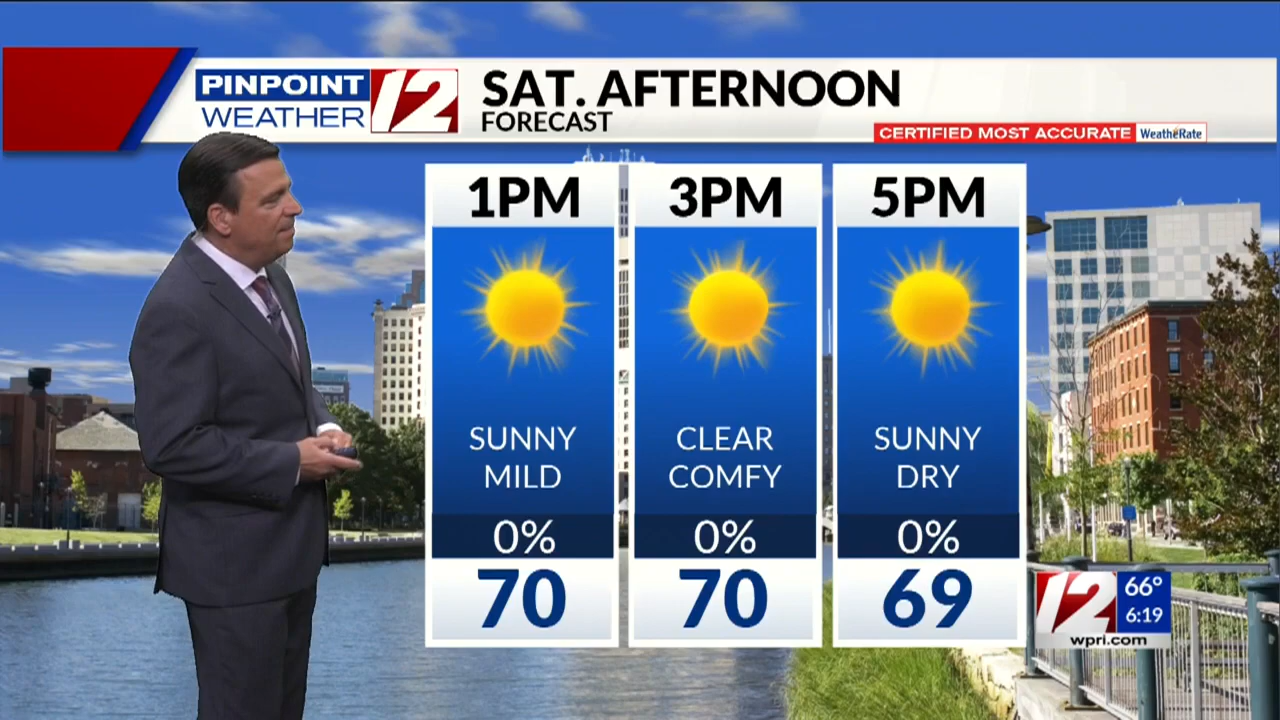 PINPOINT
WEATHER
12
SAT. AFTERNOON
FORECAST
CERTIFIED MOST ACCURATE WeatheRate
1PM
SUNNY
MILD
0%
70
3PM
CLEAR
COMFY
0%
70
5PM
SUNNY
DRY
0%
69
12
66°
6:19
wpri.com